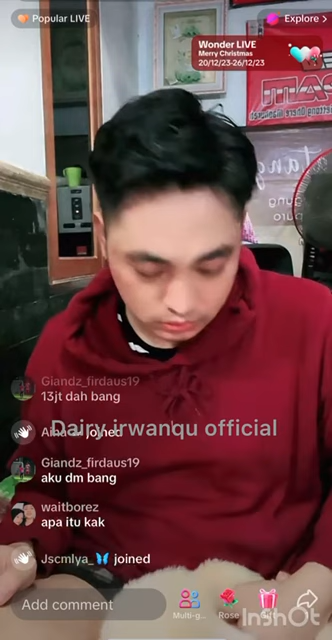 Popular LIVE
Explore >
Wonder LIVE
Merry Christmas
20/12/23-26/12/23
Giandz_firdaus19
13jt dah bang
joined
Dairy irwanqu official
Giandz_firdaus19
aku dm bang
waitborez
apa itu kak
Jscmlya_🦋 joined
Add comment
Multi-g...
Rose
Gift
InShot